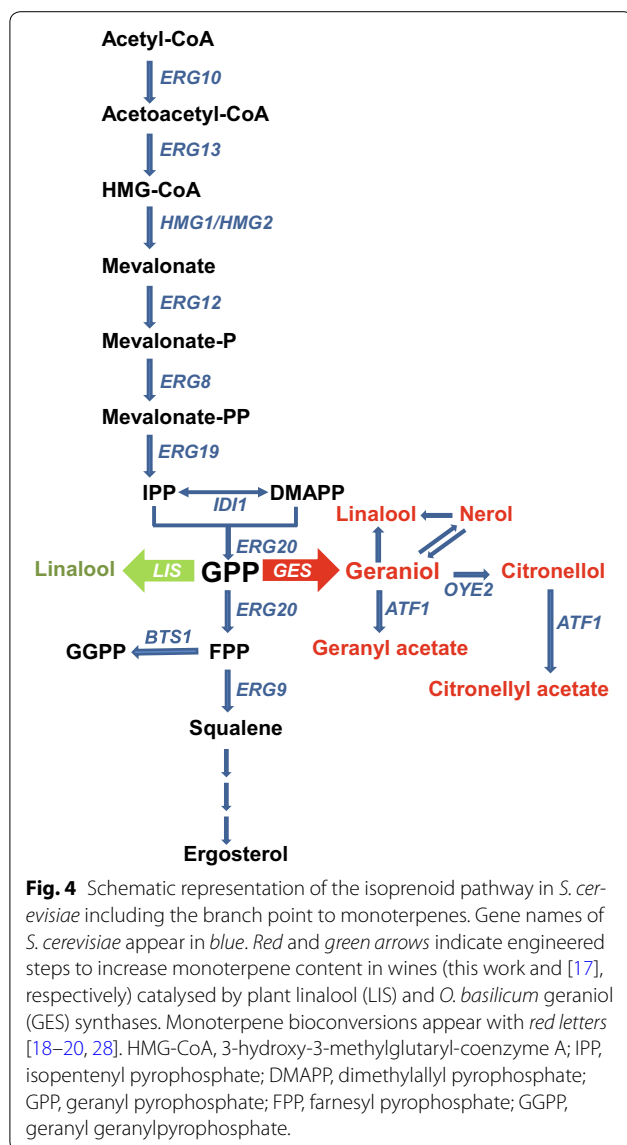 Acetyl-CoA
ERG10
Acetoacetyl-CoA
ERG13
HMG-CoA
HMG1/HMG2
Mevalonate
ERG12
Mevalonate-P
ERG8
Mevalonate-PP
ERG19
IPP
DMAPP
IDI1
Linalool
Nerol
ERG20
Linalool
LIS
GPP
GES
Geraniol
Citronellol
OYE2
ERG20
ATF1
ATF1
GGPP
BTS1
FPP
Geranyl acetate
ERG9
Citronellyl acetate
Squalene
Ergosterol
Fig. 4 Schematic representation of the isoprenoid pathway in S. cer-
evisiae including the branch point to monoterpenes. Gene names of
S. cerevisiae appear in blue. Red and green arrows indicate engineered
steps to increase monoterpene content in wines (this work and [17],
respectively) catalysed by plant linalool (LIS) and O. basilicum geraniol
(GES) synthases. Monoterpene bioconversions appear with red letters
[18–20, 28]. HMG-CoA, 3-hydroxy-3-methylglutaryl-coenzyme A; IPP,
isopentenyl pyrophosphate; DMAPP, dimethylallyl pyrophosphate;
GPP, geranyl pyrophosphate; FPP, farnesyl pyrophosphate; GGPP,
geranyl geranylpyrophosphate.